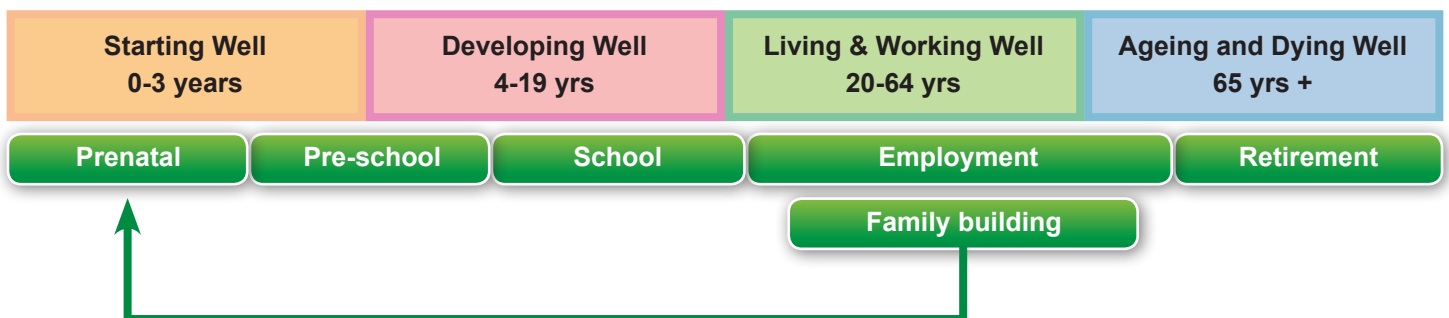 Starting Well
0-3 years
Developing Well
4-19 yrs
Living & Working Well
20-64 yrs
Ageing and Dying Well
65 yrs +
Prenatal
Pre-school
School
Employment
Retirement
Family building